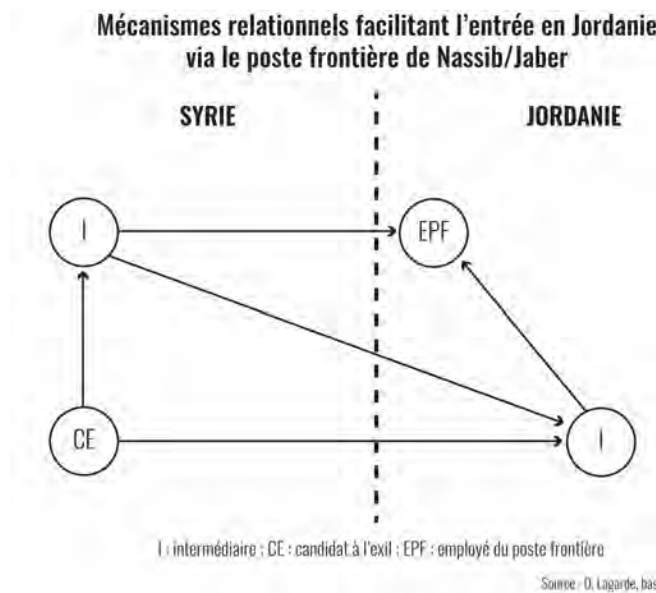 Mécanismes relationnels facilitant l'entrée en Jordanie
via le poste frontière de Nassib/Jaber
SYRIE
JORDANIE
I
EPF
CE
I
I : intermédiaire ; CE : candidat à l'exil ; EPF : employé du poste frontière
Source : O. Lagarde, bas